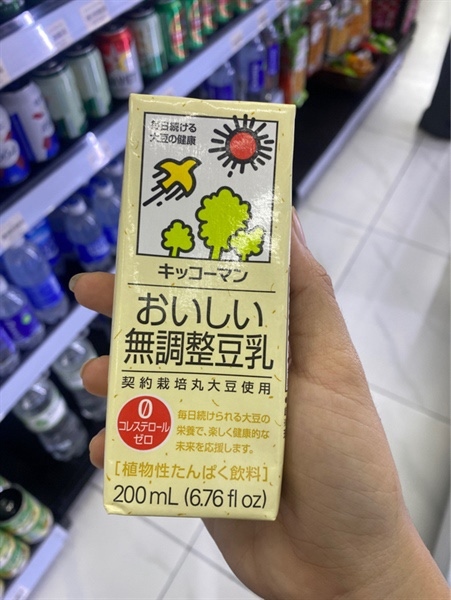 毎日続ける
大豆の健康
キッコーマン
おいしい
無調整豆乳
契約栽培丸大豆使用
0
コレステロール
ゼロ
毎日続けられる大豆の
栄養で、楽しく健康的な
未来を応援します。
[植物性たんぱく飲料]
200mL (6.76 fl oz)